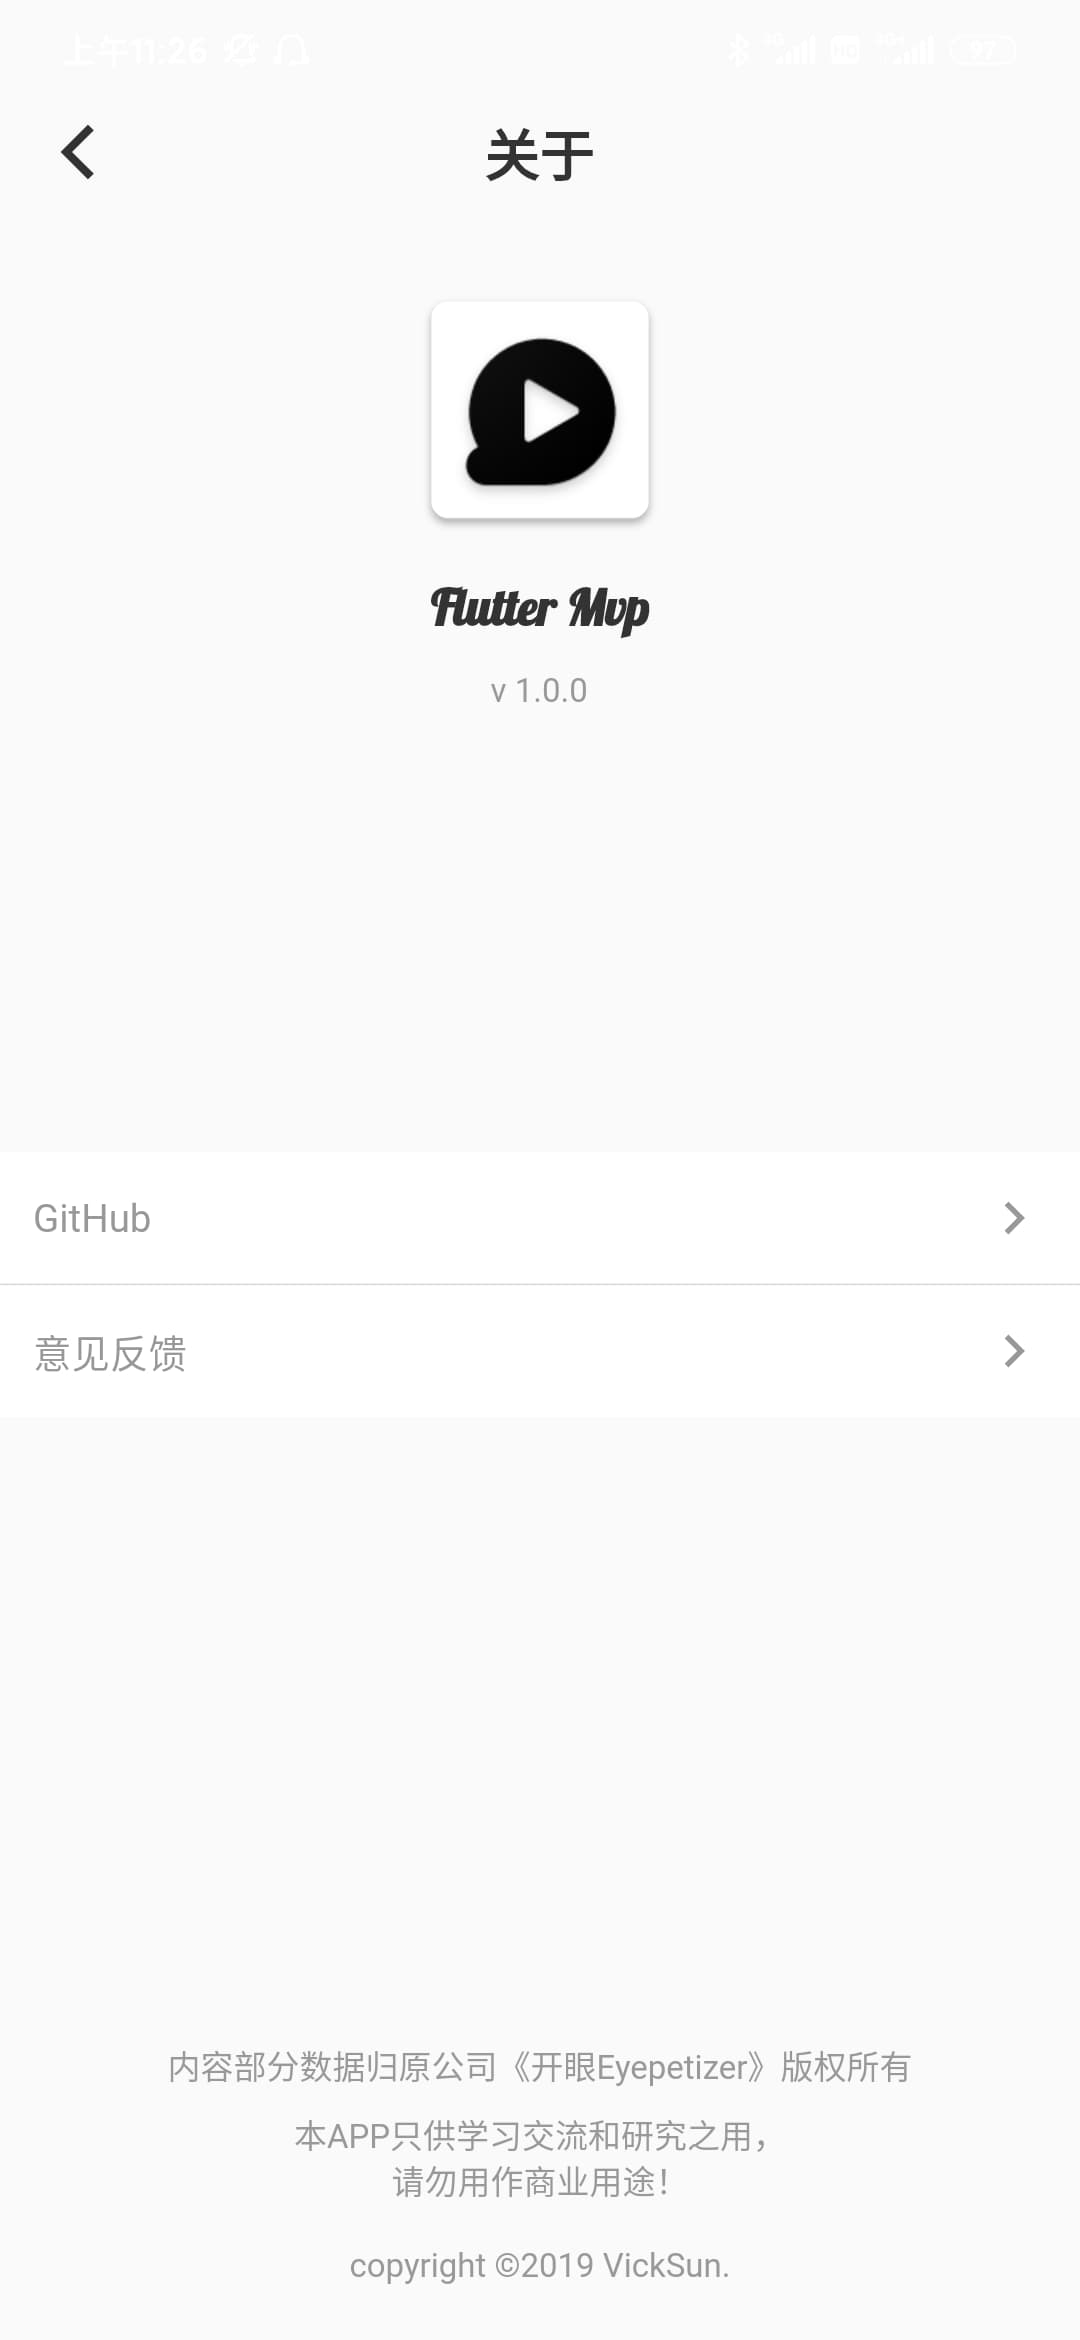 上午11:26
97
关于
Flutter Mvp
v 1.0.0
GitHub
意见反馈
内容部分数据归原公司《开眼Eyepetizer》版权所有
本APP只供学习交流和研究之用，
请勿用作商业用途！
copyright ©2019 VickSun.